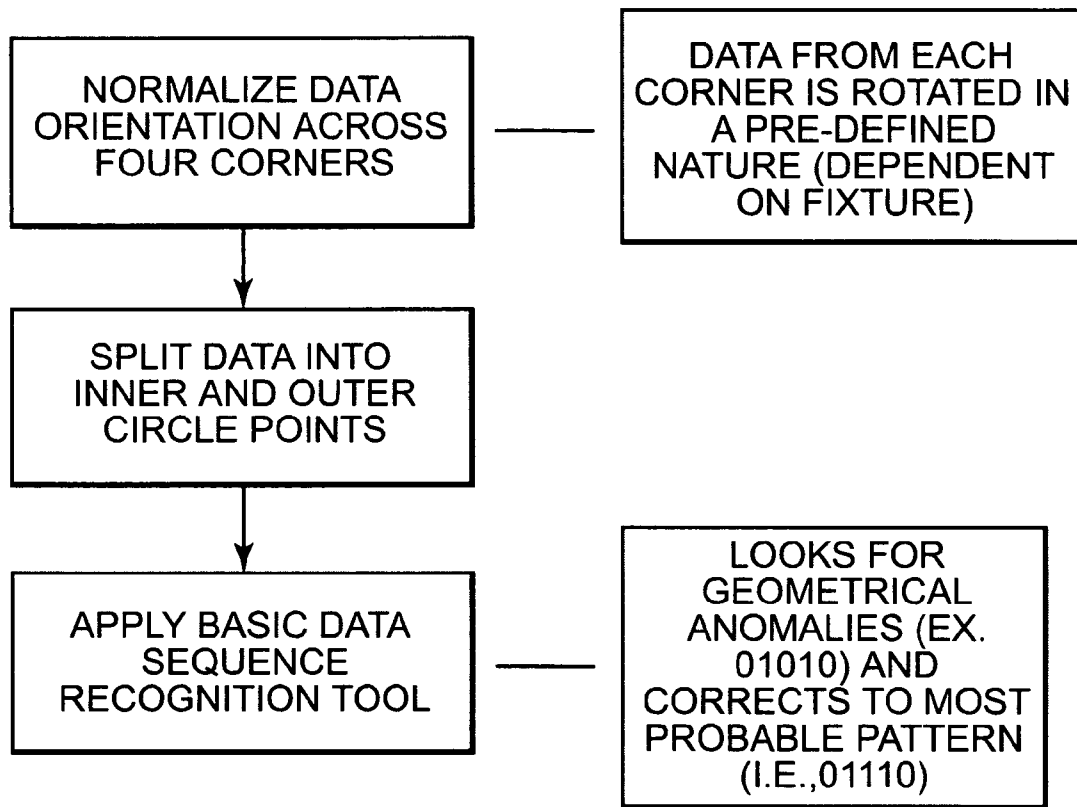 NORMALIZE DATA
ORIENTATION ACROSS
FOUR CORNERS
DATA FROM EACH
CORNER IS ROTATED IN
A PRE-DEFINED
NATURE (DEPENDENT
ON FIXTURE)
SPLIT DATA INTO
INNER AND OUTER
CIRCLE POINTS
APPLY BASIC DATA
SEQUENCE
RECOGNITION TOOL
LOOKS FOR
GEOMETRICAL
ANOMALIES (EX.
01010) AND
CORRECTS TO MOST
PROBABLE PATTERN
(I.E.,01110)